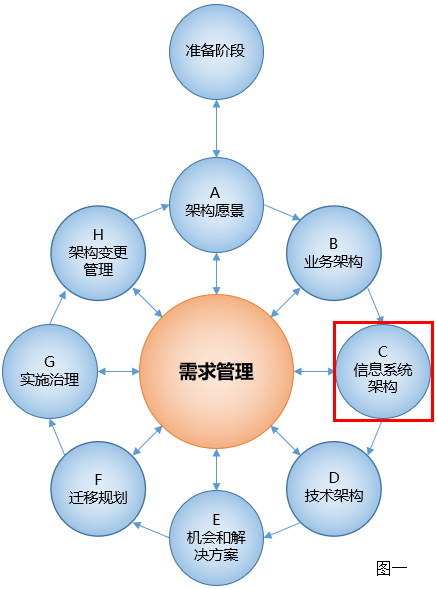 准备阶段
A
架构愿景
H
架构变更
管理
B
业务架构
G
实施治理
需求管理
C
信息系统
架构
F
迁移规划
D
技术架构
E
机会和解
决方案
图一